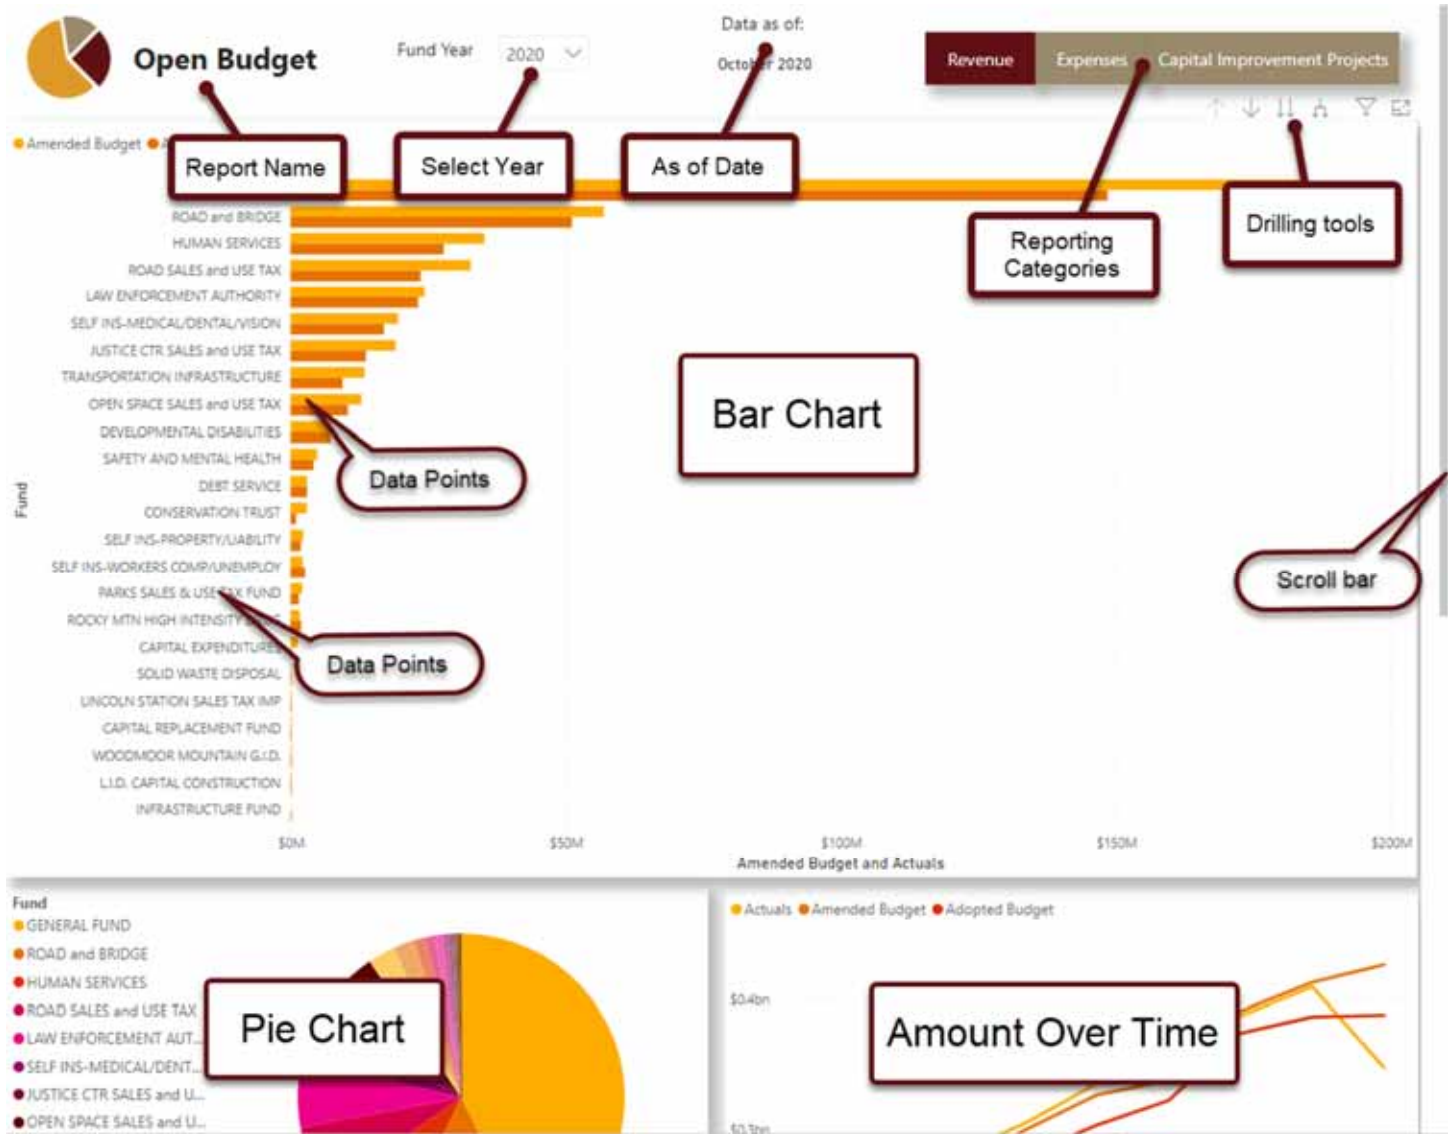 Open Budget
Fund Year
2020
Data as of:
October 2020
Revenue
Expenses
Capital Improvement Projects
Amended Budget
Report Name
Select Year
As of Date
Reporting
Categories
Drilling tools
ROAD and BRIDGE
HUMAN SERVICES
ROAD SALES and USE TAX
LAW ENFORCEMENT AUTHORITY
SELF INS-MEDICAL/DENTAL/VISION
JUSTICE CTR SALES and USE TAX
TRANSPORTATION INFRASTRUCTURE
OPEN SPACE SALES and USE TAX
DEVELOPMENTAL DISABILITIES
SAFETY AND MENTAL HEALTH
DEBT SERVICE
CONSERVATION TRUST
SELF INS-PROPERTY/LIABILITY
SELF INS-WORKERS COMP/UNEMPLOY
PARKS SALES & USE TAX FUND
ROCKY MTN HIGH INTENSITY
CAPITAL EXPENDITURES
SOLID WASTE DISPOSAL
LINCOLN STATION SALES TAX IMP
CAPITAL REPLACEMENT FUND
WOODMOOR MOUNTAIN G.I.D.
L.I.D. CAPITAL CONSTRUCTION
INFRASTRUCTURE FUND
Fund
Bar Chart
Data Points
Data Points
Scroll bar
$0M
$50M
$100M
$150M
$200M
Amended Budget and Actuals
Fund
GENERAL FUND
ROAD and BRIDGE
HUMAN SERVICES
ROAD SALES and USE TAX
LAW ENFORCEMENT AUT...
SELF INS-MEDICAL/DENT...
JUSTICE CTR SALES and U...
OPEN SPACE SALES and U...
Pie Chart
Actuals
Amended Budget
Adopted Budget
$0.4bn
$0.3bn
Amount Over Time